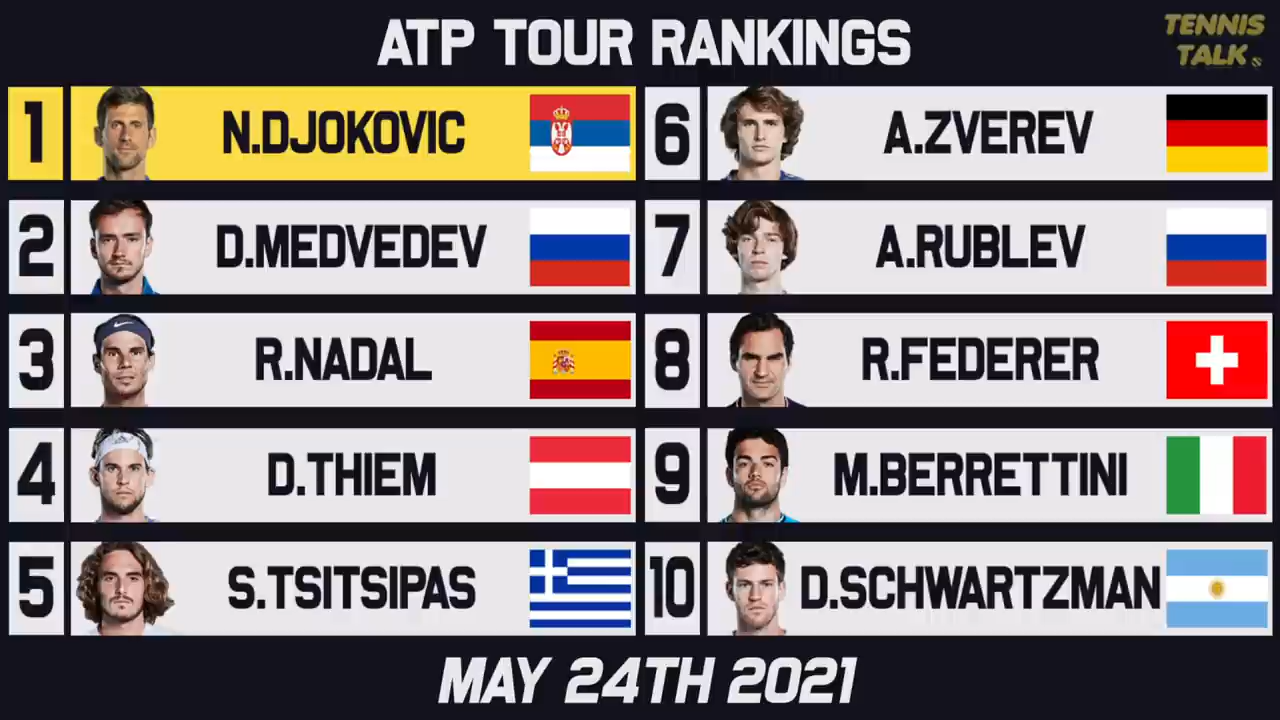 ATP TOUR RANKINGS
TENNIS
TALK
1 N.DJOKOVIC
2 D.MEDVEDEV
3 R.NADAL
4 D.THIEM
5 S.TSITSIPAS
6 A.ZVEREV
7 A.RUBLEV
8 R.FEDERER
9 M.BERRETTINI
10 D.SCHWARTZMAN
MAY 24TH 2021